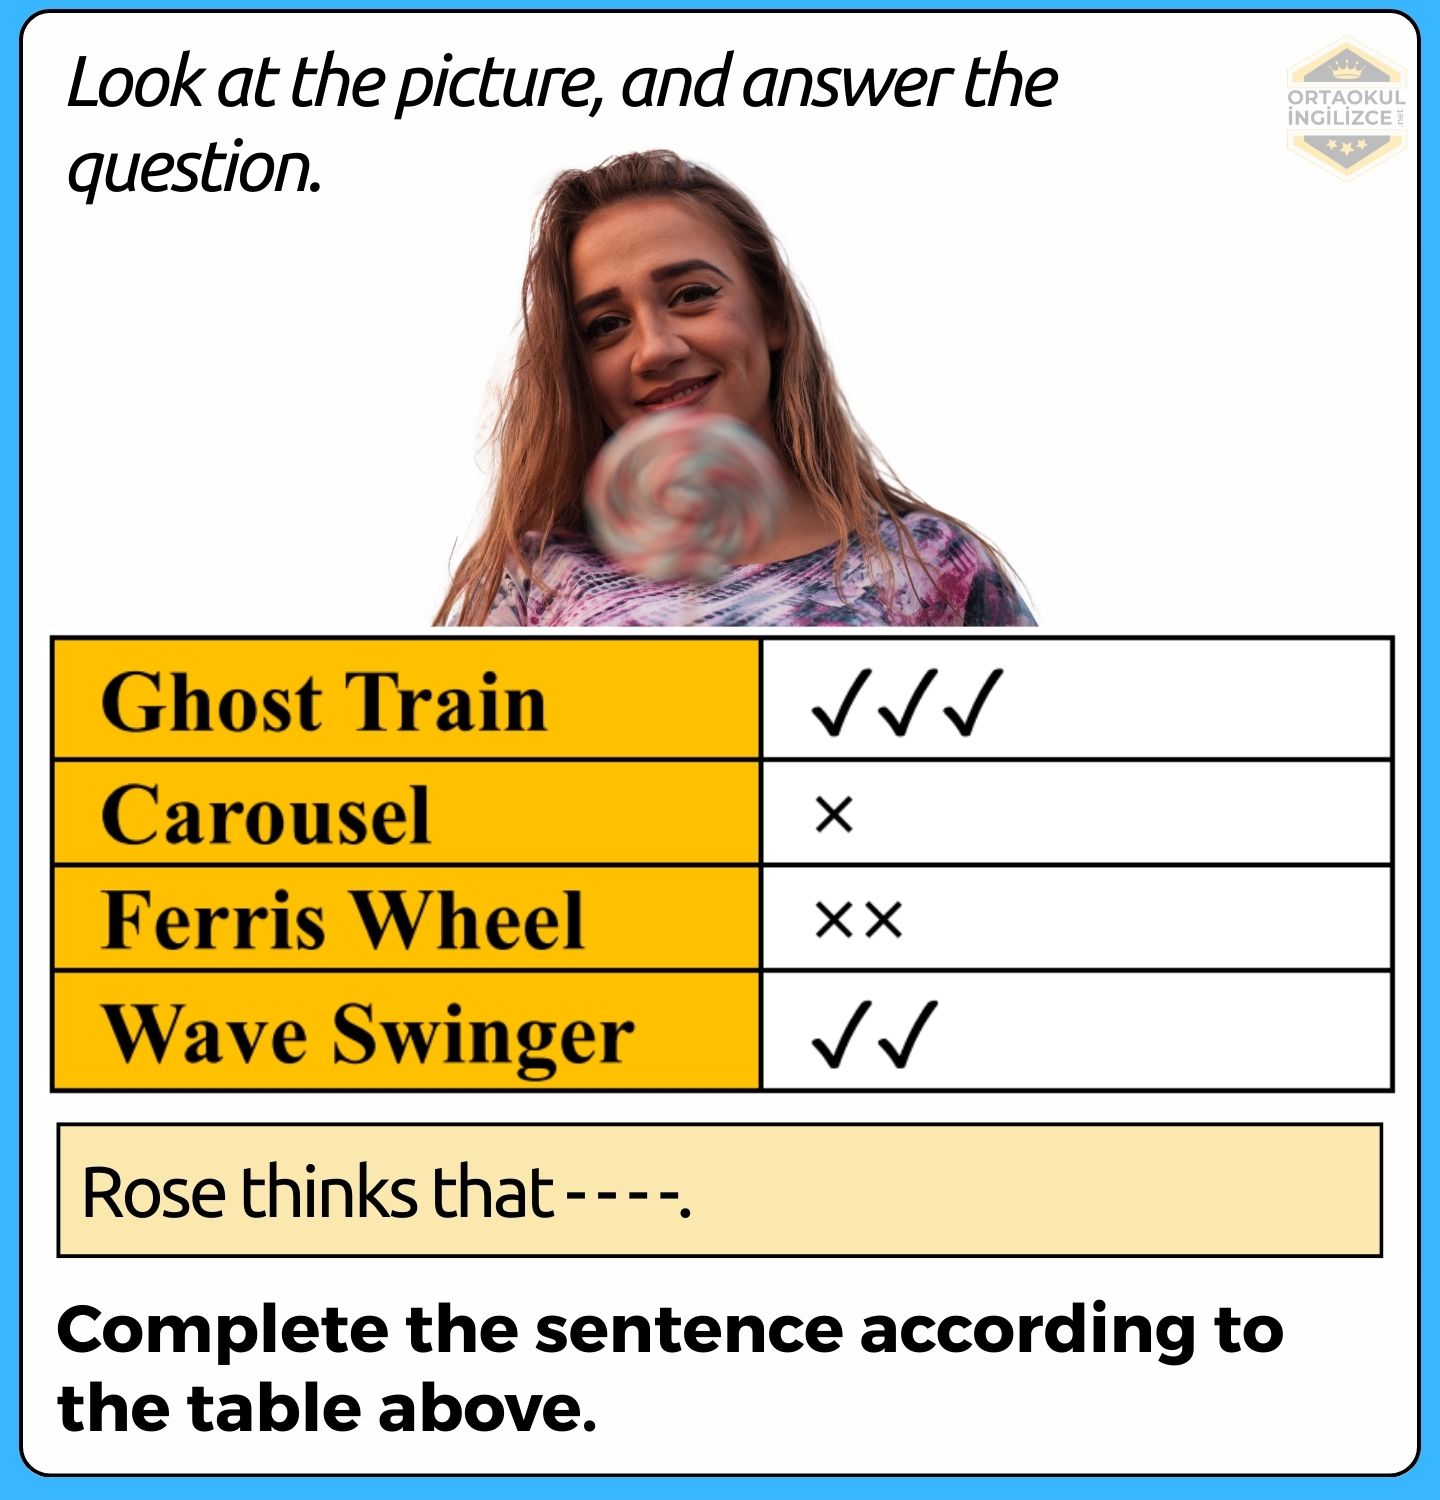 Look at the picture, and answer the
question.
ORTAOKUL
İNGİLİZCE.net
Ghost Train ✓✓✓
Carousel ×
Ferris Wheel ××
Wave Swinger ✓✓
Rose thinks that ----.
Complete the sentence according to
the table above.